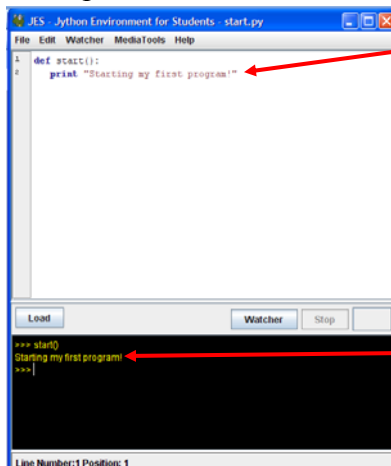 JES - Jython Environment for Students - start.py
File Edit Watcher MediaTools Help
1 def start():
2 print "Starting my first program!"
Load Watcher Stop
>>> start()
Starting my first program!
>>>
Line Number:1 Position: 1